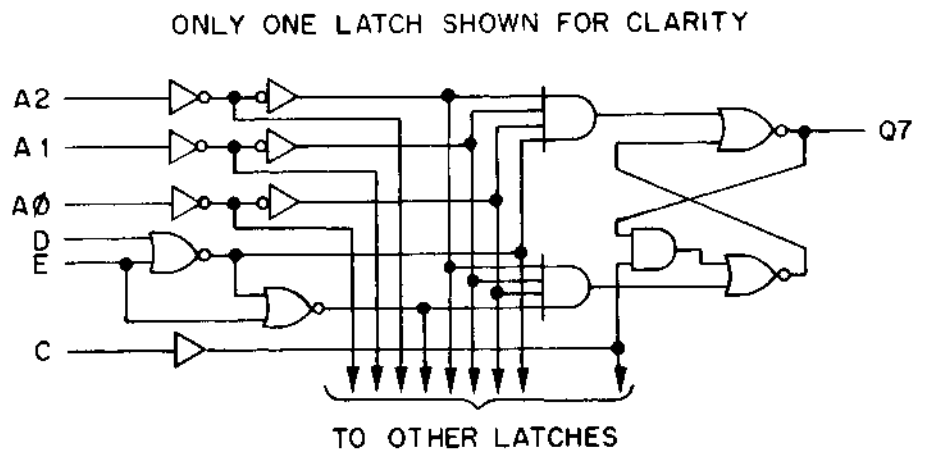 ONLY ONE LATCH SHOWN FOR CLARITY
A2
A1
AØ
D
E
C
Q7
TO OTHER LATCHES